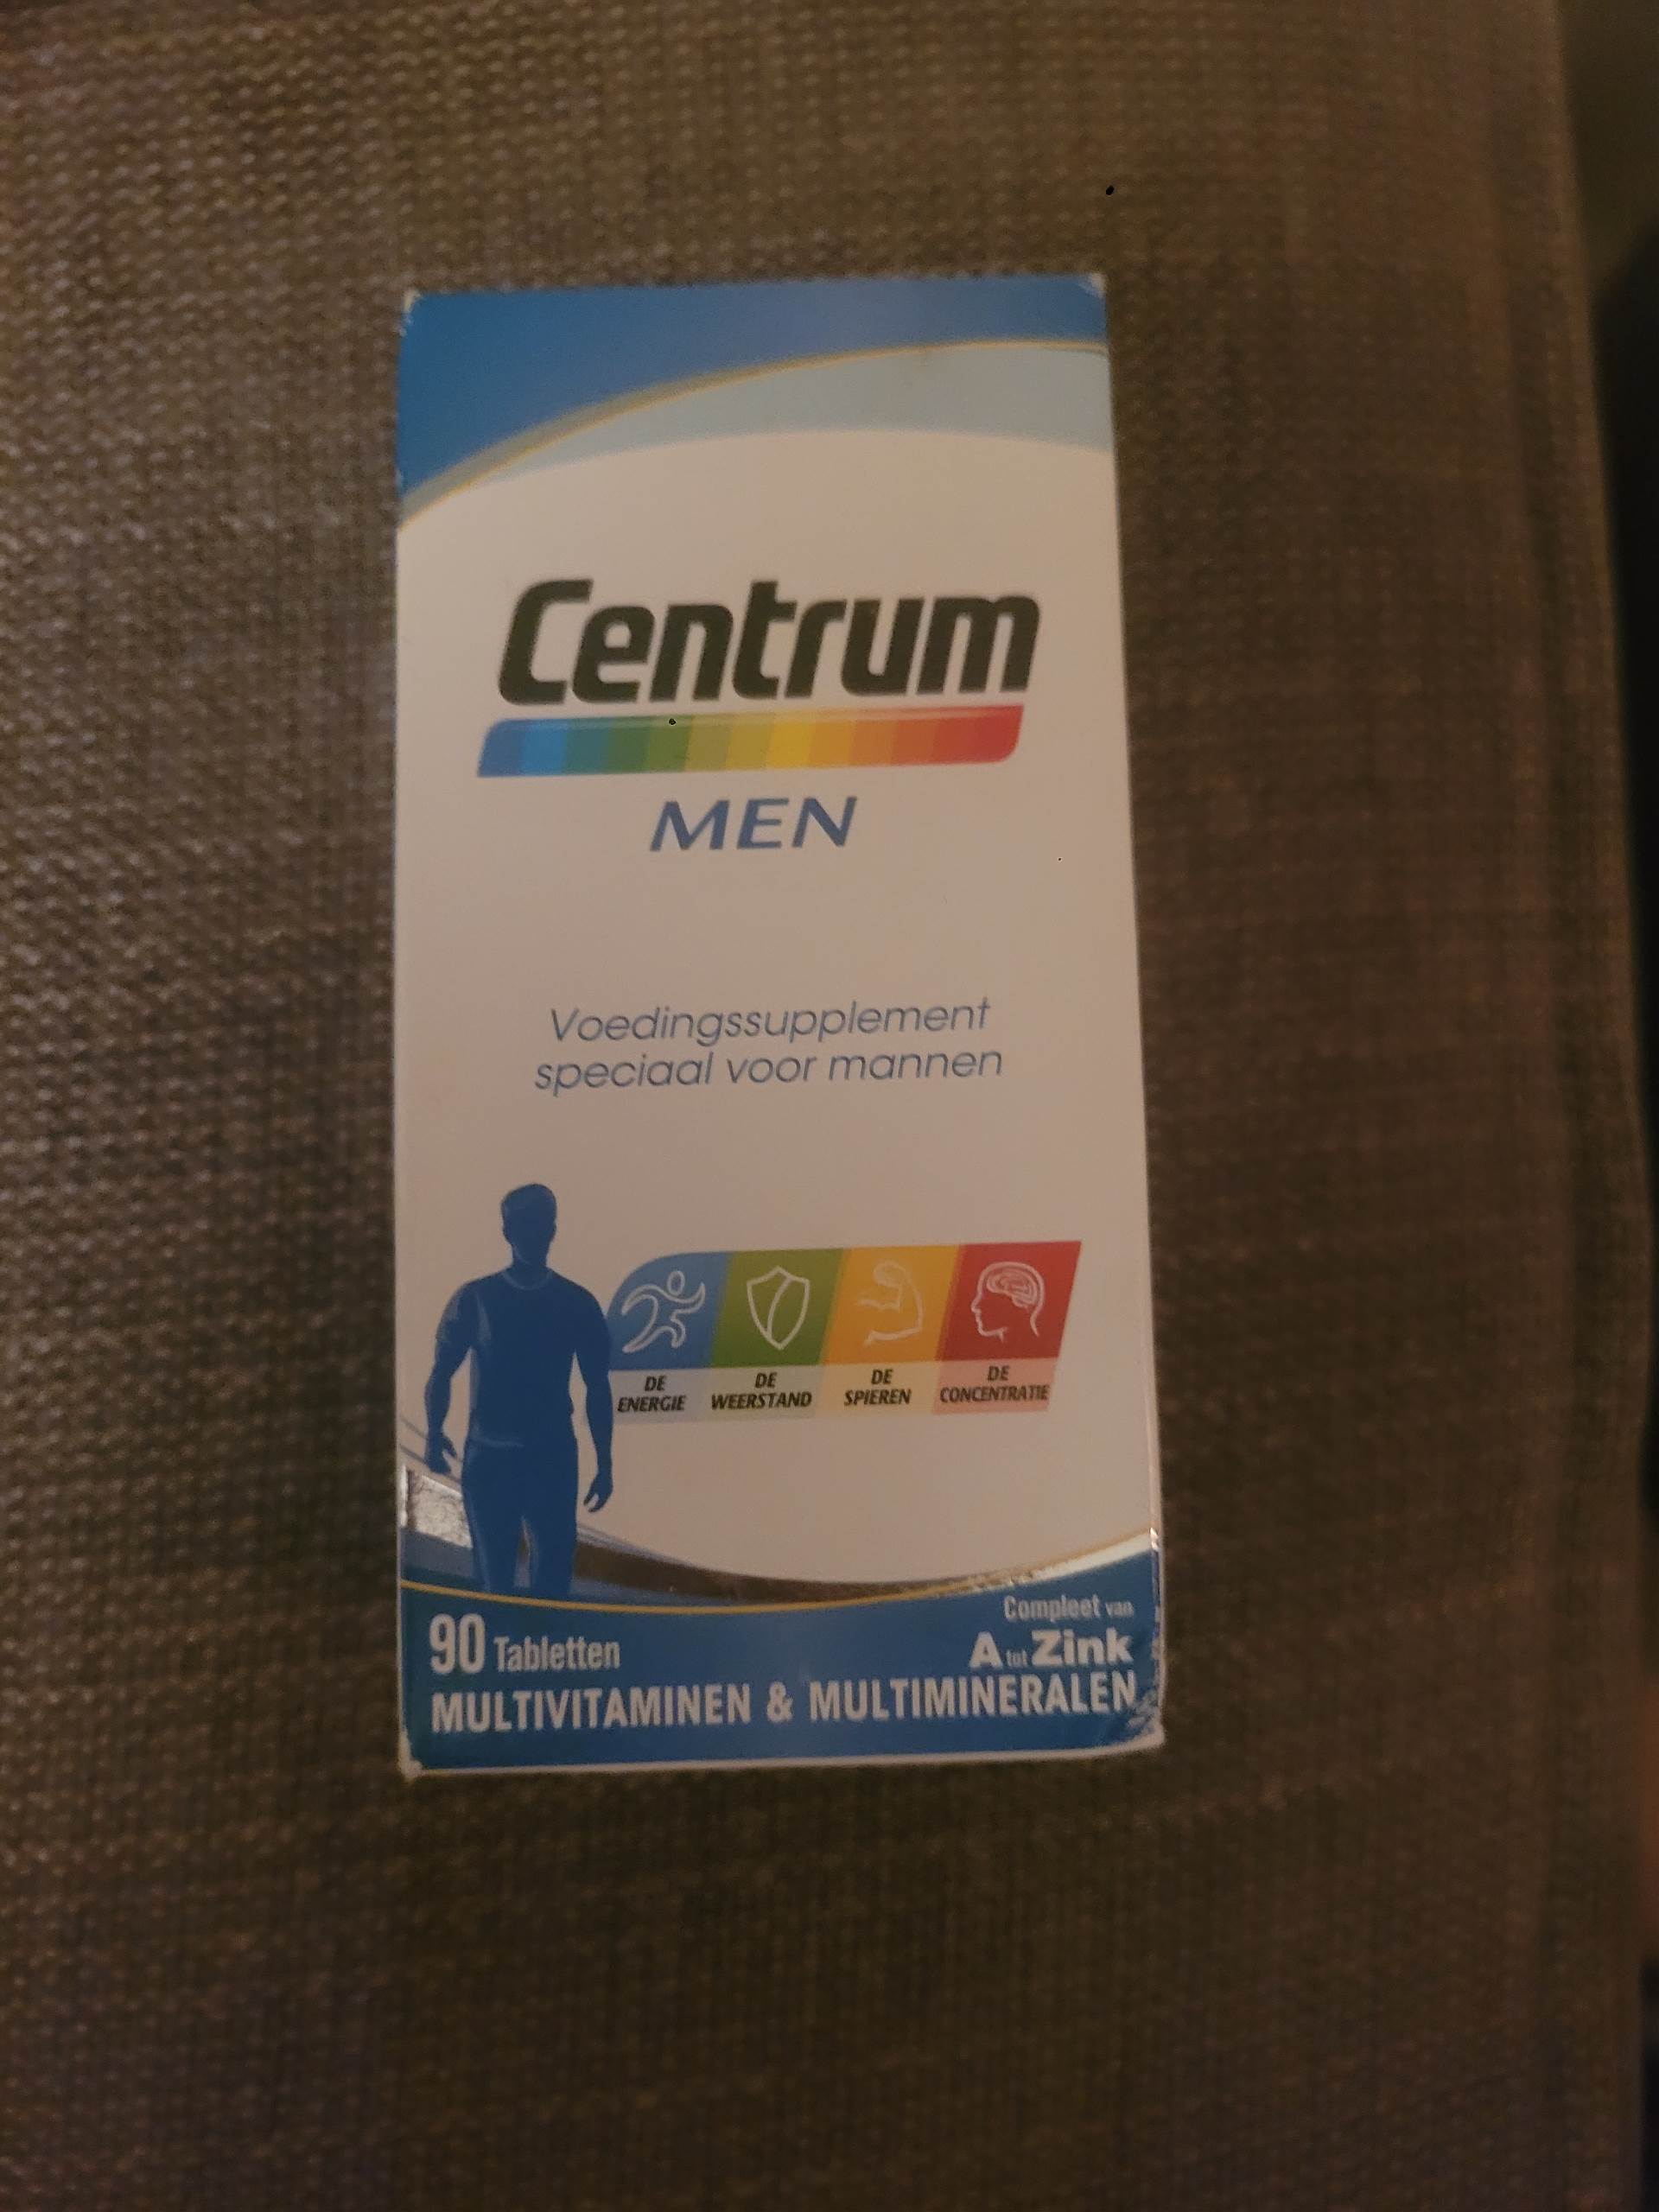 Centrum
MEN
Voedingssupplement
speciaal voor mannen
DE
ENERGIE
DE
WEERSTAND
DE
SPIEREN
DE
CONCENTRATIE
90 Tabletten
Compleet van
A tot Zink
MULTIVITAMINEN & MULTIMINERALEN